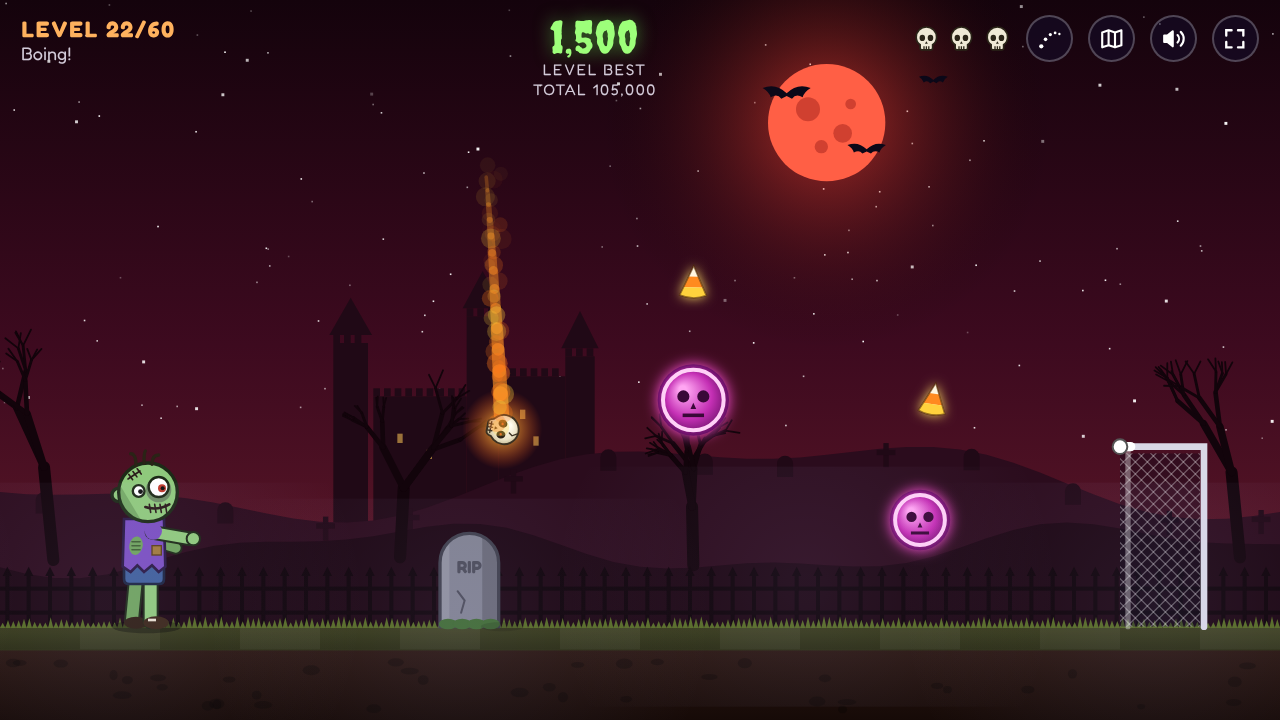 LEVEL 22/60
Boing!
1,500
LEVEL BEST
TOTAL 105,000
RIP